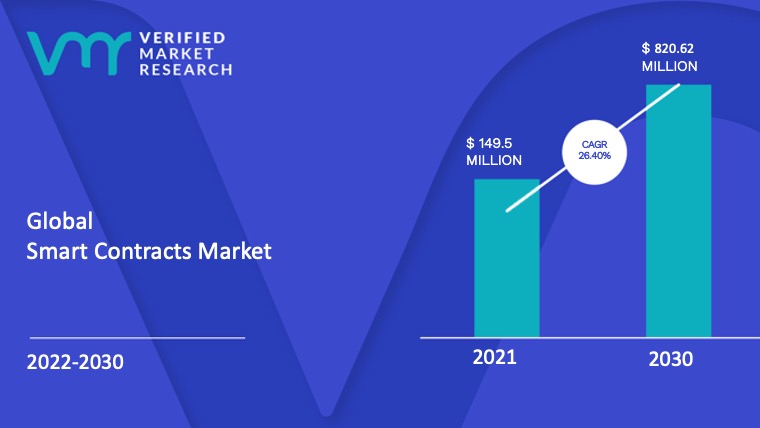 vmr
VERIFIED
MARKET
RESEARCH
Global
Smart Contracts Market
2022-2030
$ 149.5
MILLION
CAGR
26.40%
$ 820.62
MILLION
2021
2030